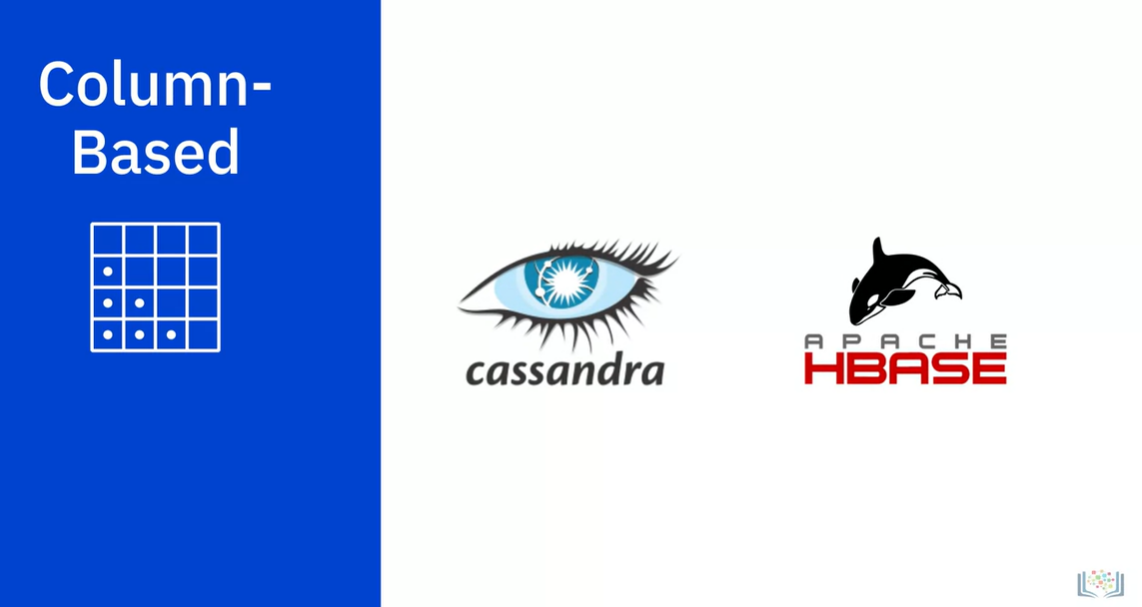 Column-
Based
cassandra
APACHE
HBASE